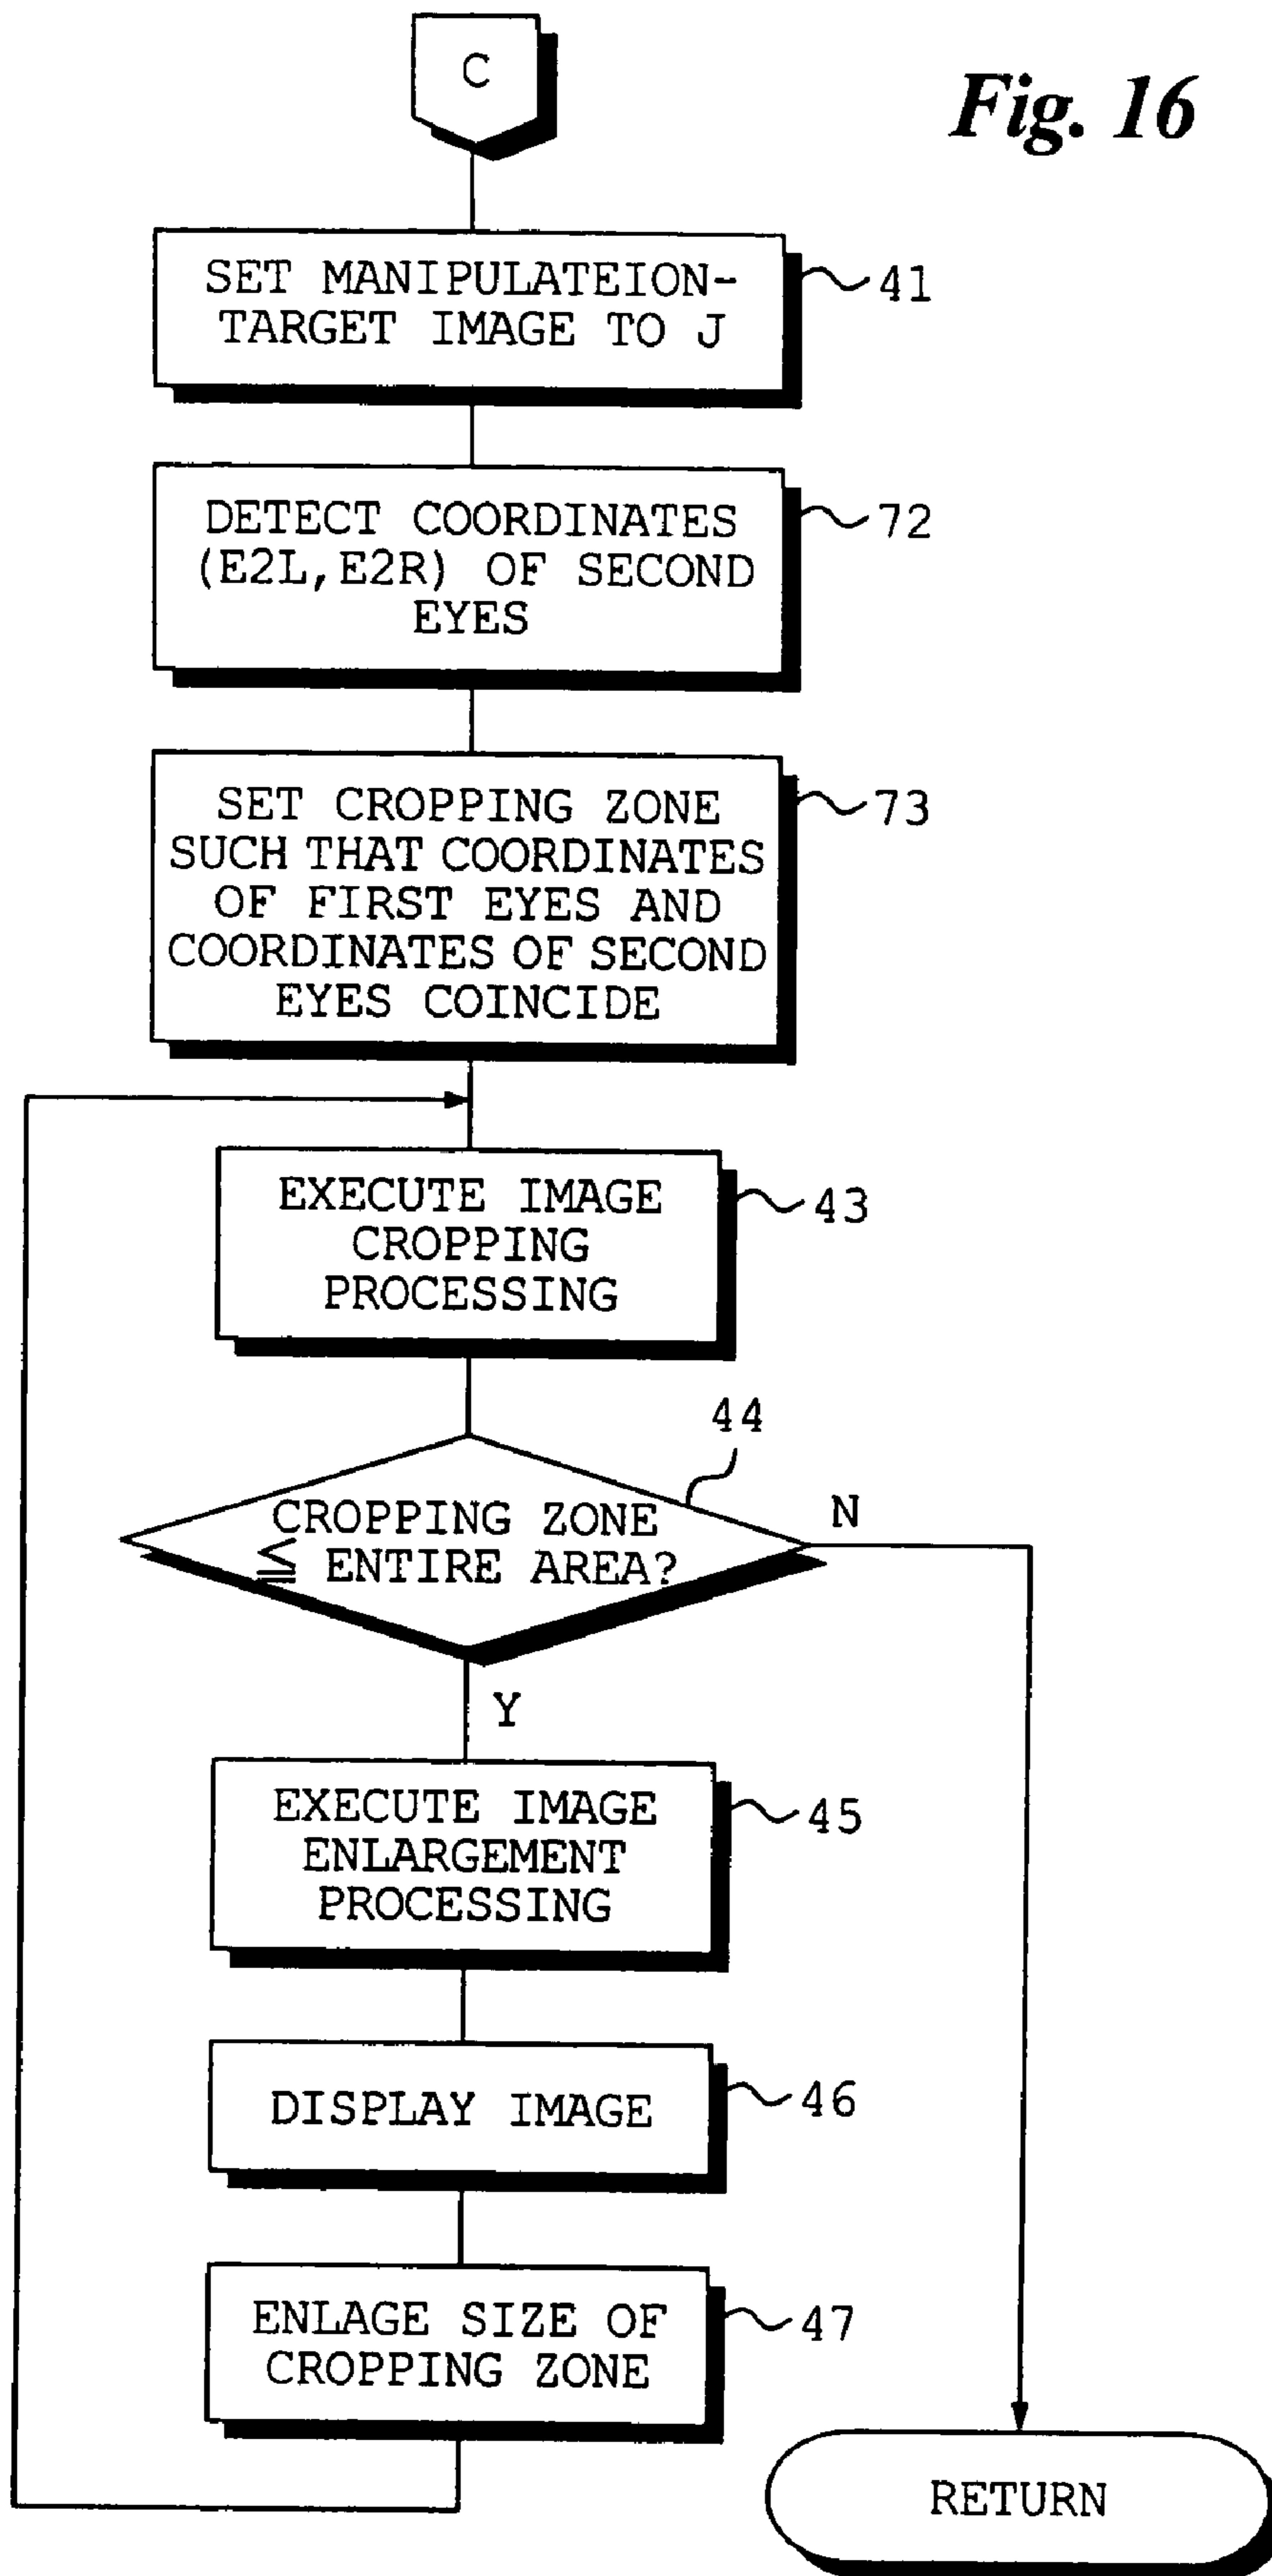 C
Fig. 16
SET MANIPULATEION-
TARGET IMAGE TO J
41
DETECT COORDINATES
(E2L,E2R) OF SECOND
EYES
72
SET CROPPING ZONE
SUCH THAT COORDINATES
OF FIRST EYES AND
COORDINATES OF SECOND
EYES COINCIDE
73
EXECUTE IMAGE
CROPPING
PROCESSING
43
44
CROPPING ZONE
≦ ENTIRE AREA?
N
Y
EXECUTE IMAGE
ENLARGEMENT
PROCESSING
45
DISPLAY IMAGE
46
ENLAGE SIZE OF
CROPPING ZONE
47
RETURN